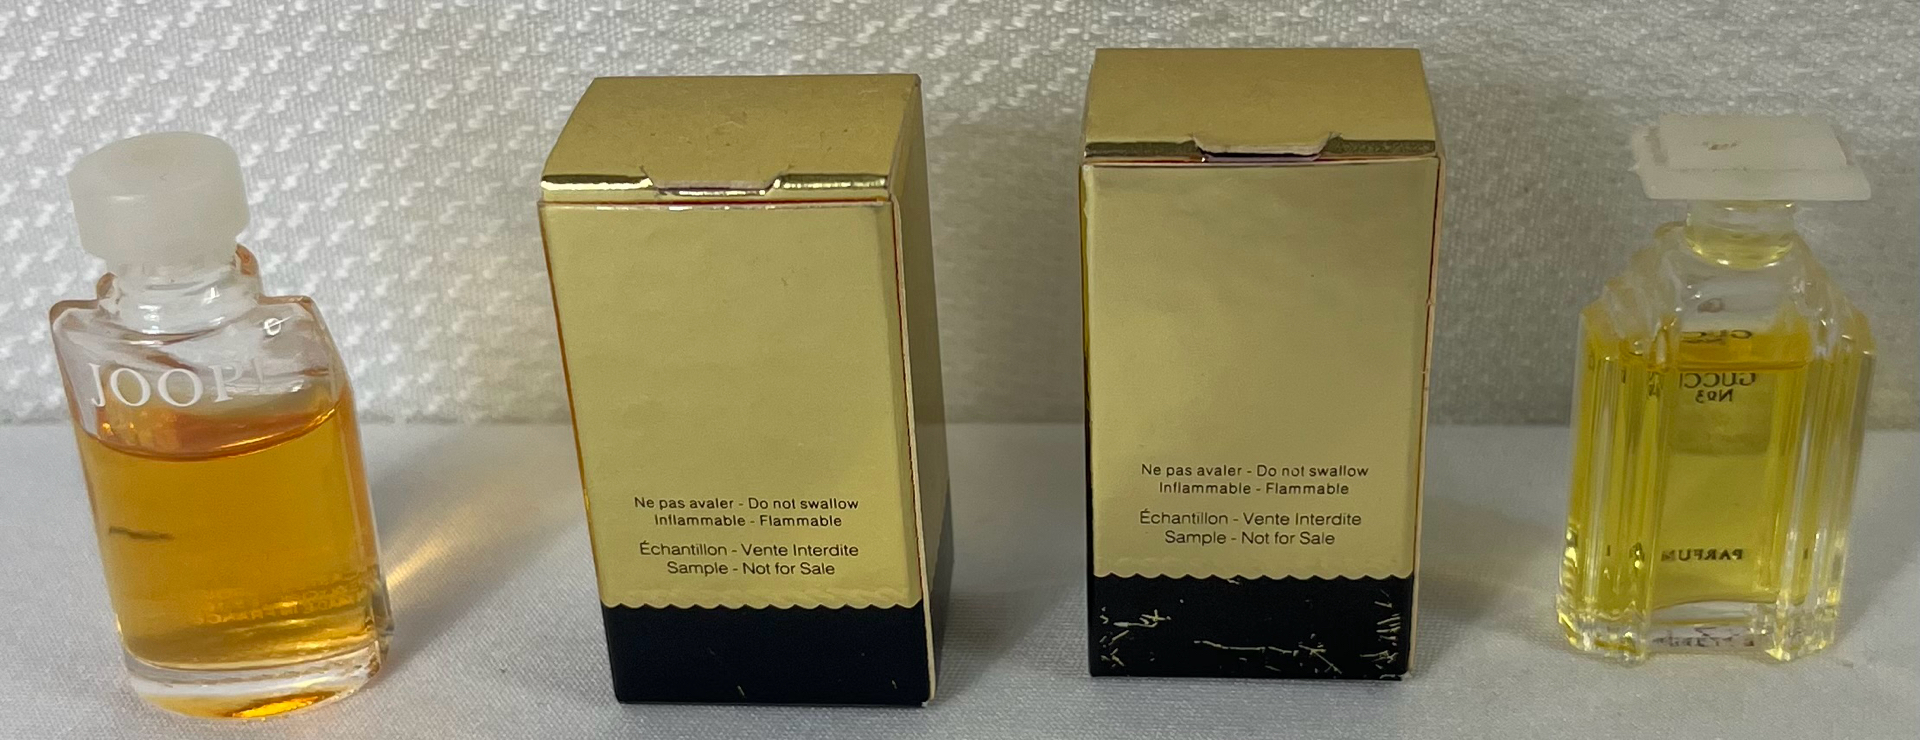 JOOP!
Ne pas avaler - Do not swallow
Inflammable - Flammable
Échantillon - Vente Interdite
Sample - Not for Sale
Ne pas avaler - Do not swallow
Inflammable - Flammable
Échantillon - Vente Interdite
Sample - Not for Sale
GUCCI
Nº3
PARFUM